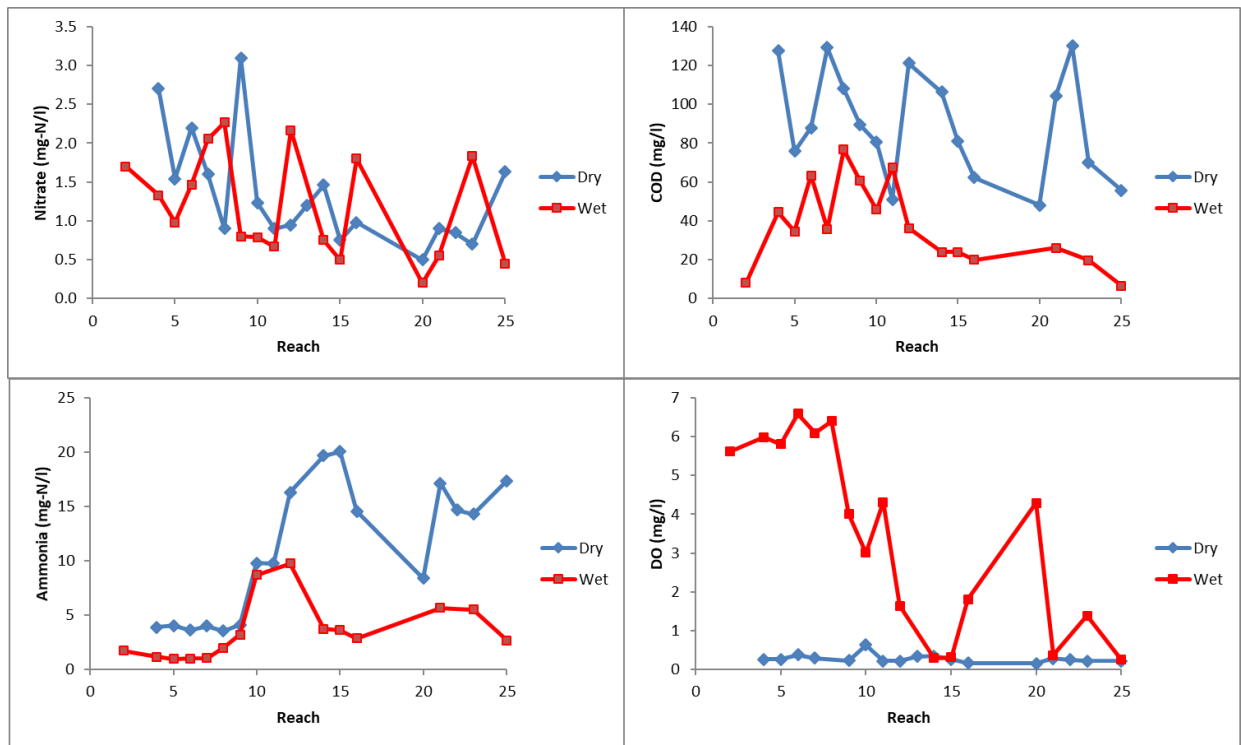 3.5
3.0
2.5
2.0
1.5
1.0
0.5
0.0
Nitrate (mg-N/l)
0 5 10 15 20 25
Reach
Dry
Wet
140
120
100
80
60
40
20
0
COD (mg/l)
0 5 10 15 20 25
Reach
Dry
Wet
25
20
15
10
5
0
Ammonia (mg-N/l)
0 5 10 15 20 25
Reach
Dry
Wet
7
6
5
4
3
2
1
0
DO (mg/l)
0 5 10 15 20 25
Reach
Dry
Wet